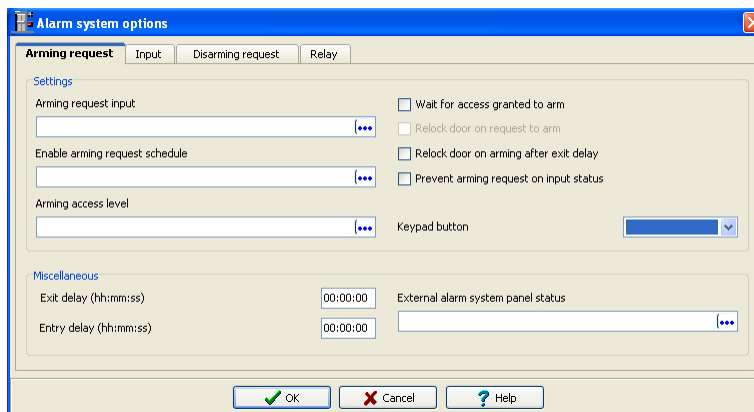 Alarm system options
Arming request Input Disarming request Relay
Settings
Arming request input
Wait for access granted to arm
Relock door on request to arm
Enable arming request schedule
Relock door on arming after exit delay
Prevent arming request on input status
Arming access level
Keypad button
Miscellaneous
Exit delay (hh:mm:ss) 00:00:00
External alarm system panel status
Entry delay (hh:mm:ss) 00:00:00
OK Cancel Help